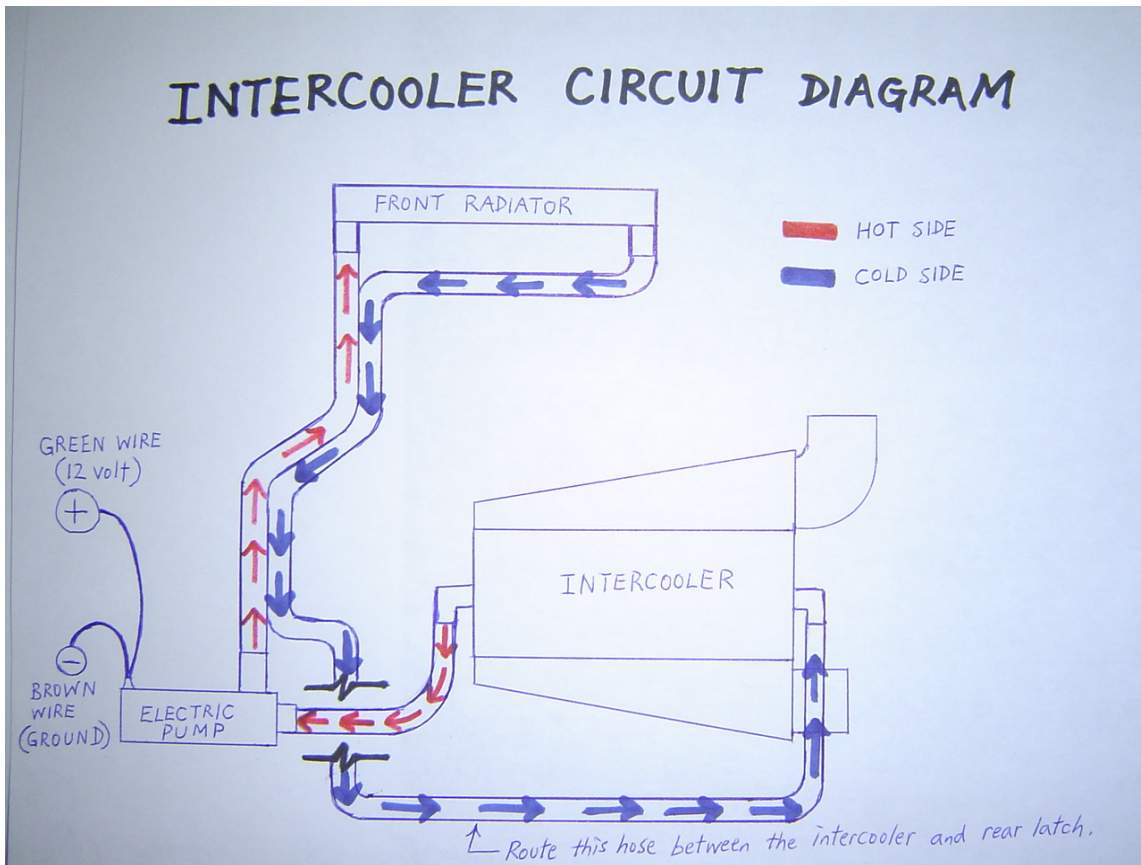 INTERCOOLER CIRCUIT DIAGRAM
FRONT RADIATOR
HOT SIDE
COLD SIDE
GREEN WIRE
(12 volt)
+
INTERCOOLER
-
BROWN
WIRE
(GROUND)
ELECTRIC
PUMP
Route this hose between the intercooler and rear latch.